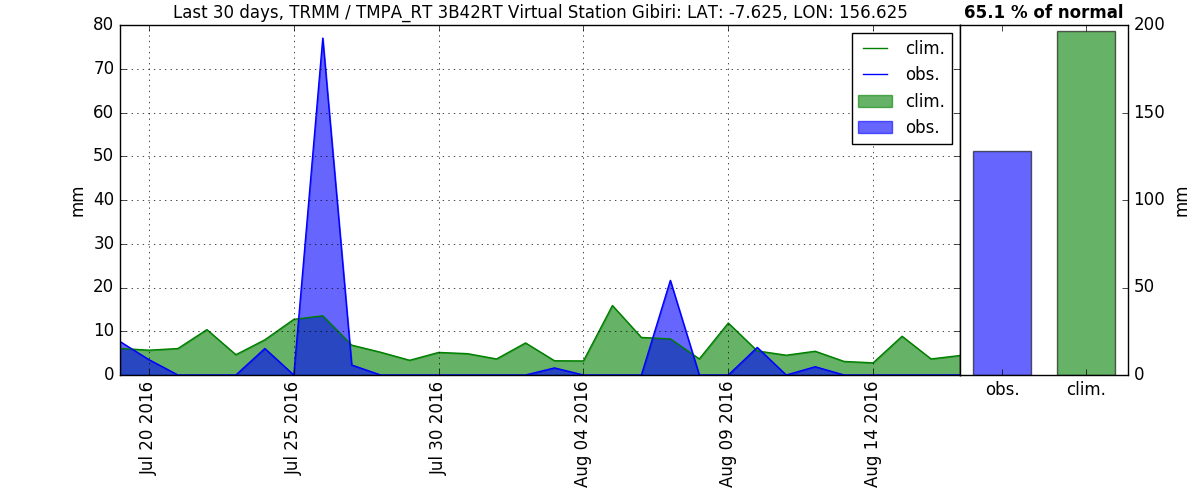 Last 30 days, TRMM / TMPA_RT 3B42RT Virtual Station Gibiri: LAT: -7.625, LON: 156.625
65.1 % of normal
80
70
60
50
40
30
20
10
0
mm
clim.
obs.
clim.
obs.
200
150
100
50
0
mm
Jul 20 2016
Jul 25 2016
Jul 30 2016
Aug 04 2016
Aug 09 2016
Aug 14 2016
obs.
clim.